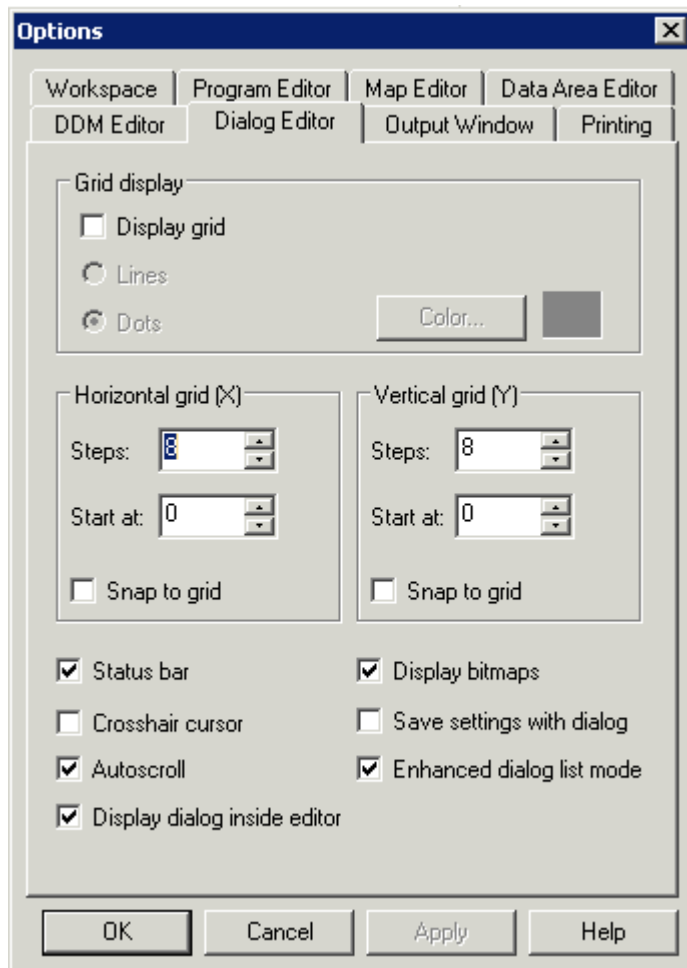 Options
Workspace Program Editor Map Editor Data Area Editor
DDM Editor Dialog Editor Output Window Printing
Grid display
Display grid
Lines
Dots Color...
Horizontal grid (X) Vertical grid (Y)
Steps: 8 Steps: 8
Start at: 0 Start at: 0
Snap to grid Snap to grid
Status bar Display bitmaps
Crosshair cursor Save settings with dialog
Autoscroll Enhanced dialog list mode
Display dialog inside editor
OK Cancel Apply Help